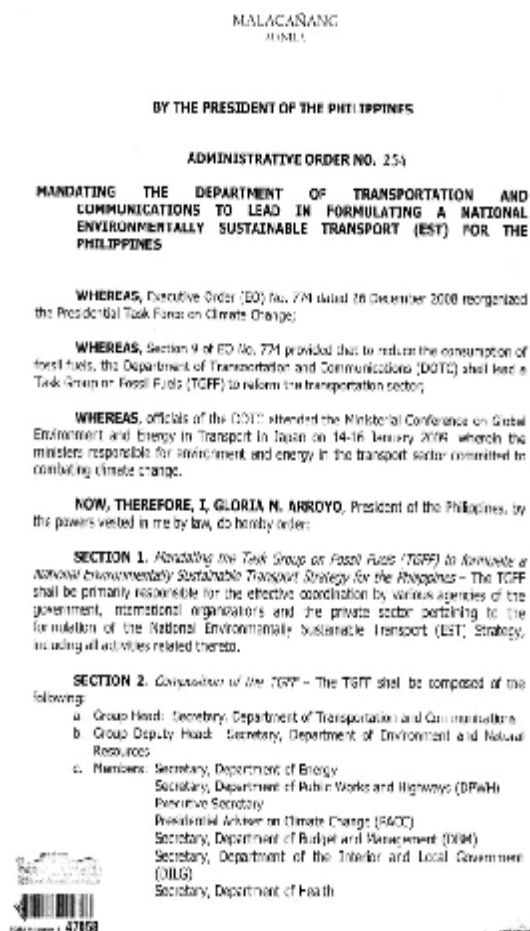 MALACAÑANG
MANILA
BY THE PRESIDENT OF THE PHILIPPINES
ADMINISTRATIVE ORDER NO. 254
MANDATING THE DEPARTMENT OF TRANSPORTATION AND
COMMUNICATIONS TO LEAD IN FORMULATING A NATIONAL
ENVIRONMENTALLY SUSTAINABLE TRANSPORT (EST) FOR THE
PHILIPPINES
WHEREAS, Executive Order (EO) No. 774 dated 26 December 2008 reorganized
the Presidential Task Force on Climate Change;
WHEREAS, Section 9 of EO No. 774 provided that to reduce the consumption of
fossil fuels, the Department of Transportation and Communications (DOTC) shall lead a
Task Group on Fossil Fuels (TGFF) to reform the transportation sector;
WHEREAS, officials of the DOTC attended the Ministerial Conference on Global
Environment and Energy in Transport in Japan on 14-16 January 2009 wherein the
ministers responsible for environment and energy in the transport sector committed to
combating climate change.
NOW, THEREFORE, I, GLORIA M. ARROYO, President of the Philippines, by
the powers vested in me by law, do hereby order:
SECTION 1. Mandating the Task Group on Fossil Fuels (TGFF) to formulate a
National Environmentally Sustainable Transport Strategy for the Philippines – The TGFF
shall be primarily responsible for the effective coordination by various agencies of the
government, international organizations and the private sector pertaining to the
formulation of the National Environmentally Sustainable Transport (EST) Strategy,
including all activities related thereto.
SECTION 2. Composition of the TGFF – The TGFF shall be composed of the
following:
a. Group Head: Secretary, Department of Transportation and Communications
b. Group Deputy Head: Secretary, Department of Environment and Natural
Resources
c. Members: Secretary, Department of Energy
Secretary, Department of Public Works and Highways (DPWH)
Executive Secretary
Presidential Adviser on Climate Change (PACC)
Secretary, Department of Budget and Management (DBM)
Secretary, Department of the Interior and Local Government
(DILG)
Secretary, Department of Health
47058